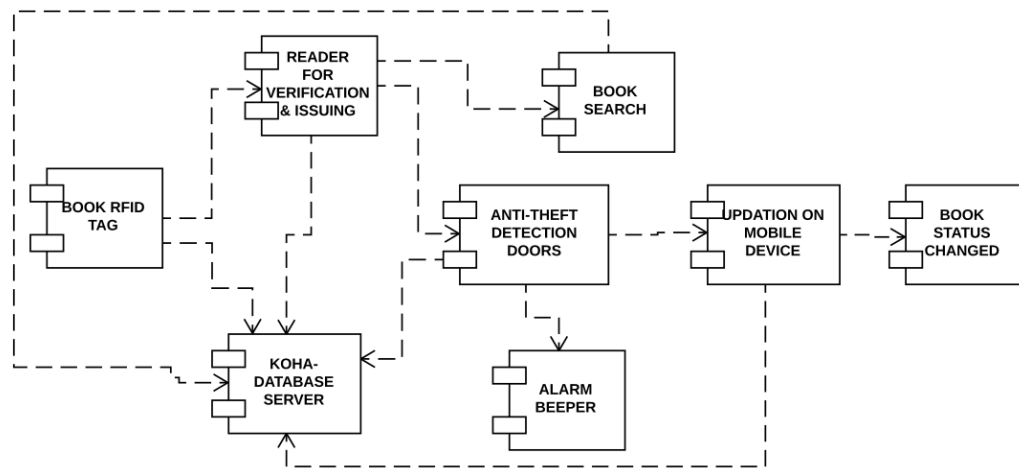 READER
FOR
VERIFICATION
& ISSUING
BOOK
SEARCH
BOOK RFID
TAG
ANTI-THEFT
DETECTION
DOORS
UPDATION ON
MOBILE
DEVICE
BOOK
STATUS
CHANGED
KOHA-
DATABASE
SERVER
ALARM
BEEPER